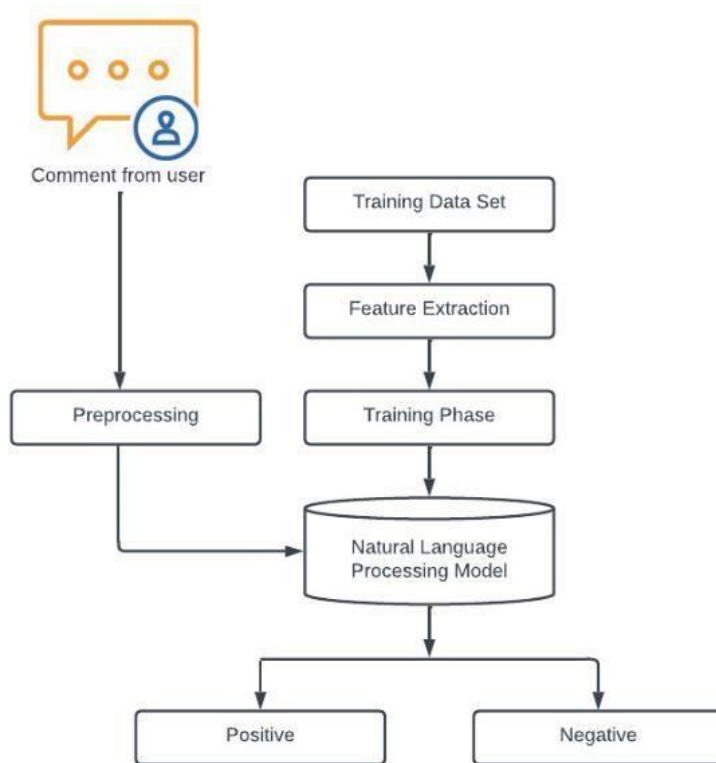 Comment from user
Training Data Set
Feature Extraction
Preprocessing
Training Phase
Natural Language
Processing Model
Positive
Negative